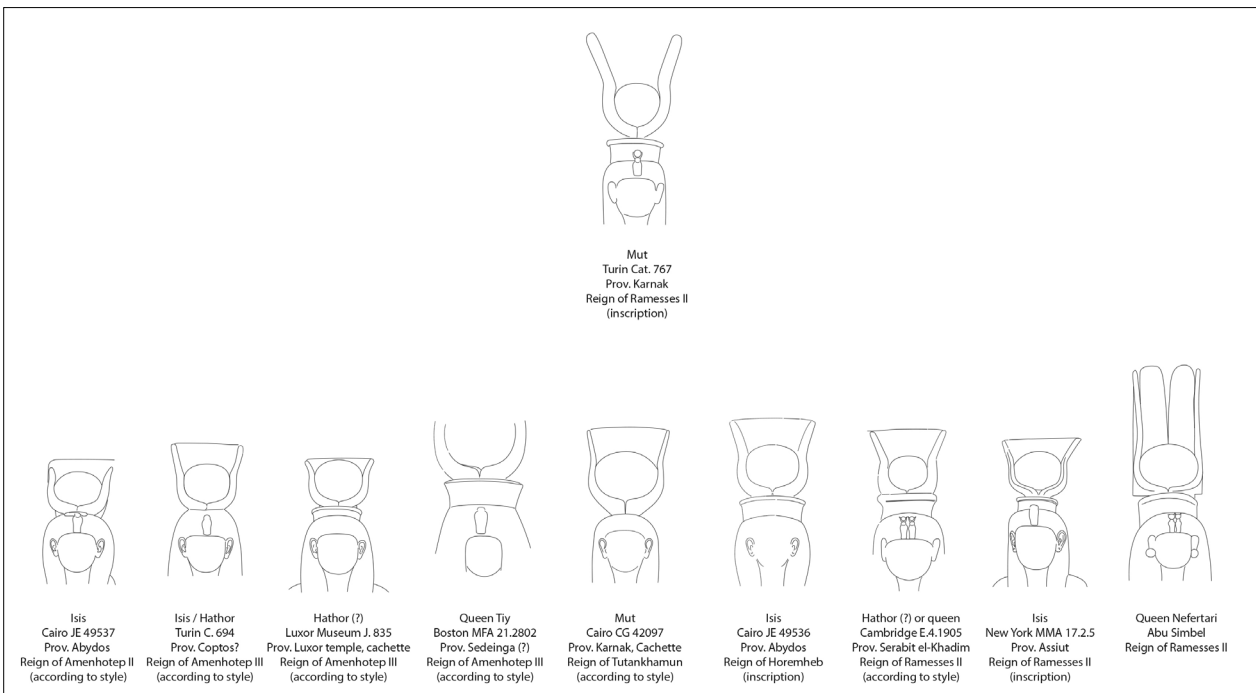 Mut
Turin Cat. 767
Prov. Karnak
Reign of Ramesses II
(inscription)
Isis
Cairo JE 49537
Prov. Abydos
Reign of Amenhotep II
(according to style)
Isis / Hathor
Turin C. 694
Prov. Coptos?
Reign of Amenhotep III
(according to style)
Hathor (?)
Luxor Museum J. 835
Prov. Luxor temple, cachette
Reign of Amenhotep III
(according to style)
Queen Tiy
Boston MFA 21.2802
Prov. Sedeinga (?)
Reign of Amenhotep III
(according to style)
Mut
Cairo CG 42097
Prov. Karnak, Cachette
Reign of Tutankhamun
(according to style)
Isis
Cairo JE 49536
Prov. Abydos
Reign of Horemheb
(inscription)
Hathor (?) or queen
Cambridge E.4.1905
Prov. Serabit el-Khadim
Reign of Ramesses II
(according to style)
Isis
New York MMA 17.2.5
Prov. Assiut
Reign of Ramesses II
(inscription)
Queen Nefertari
Abu Simbel
Reign of Ramesses II